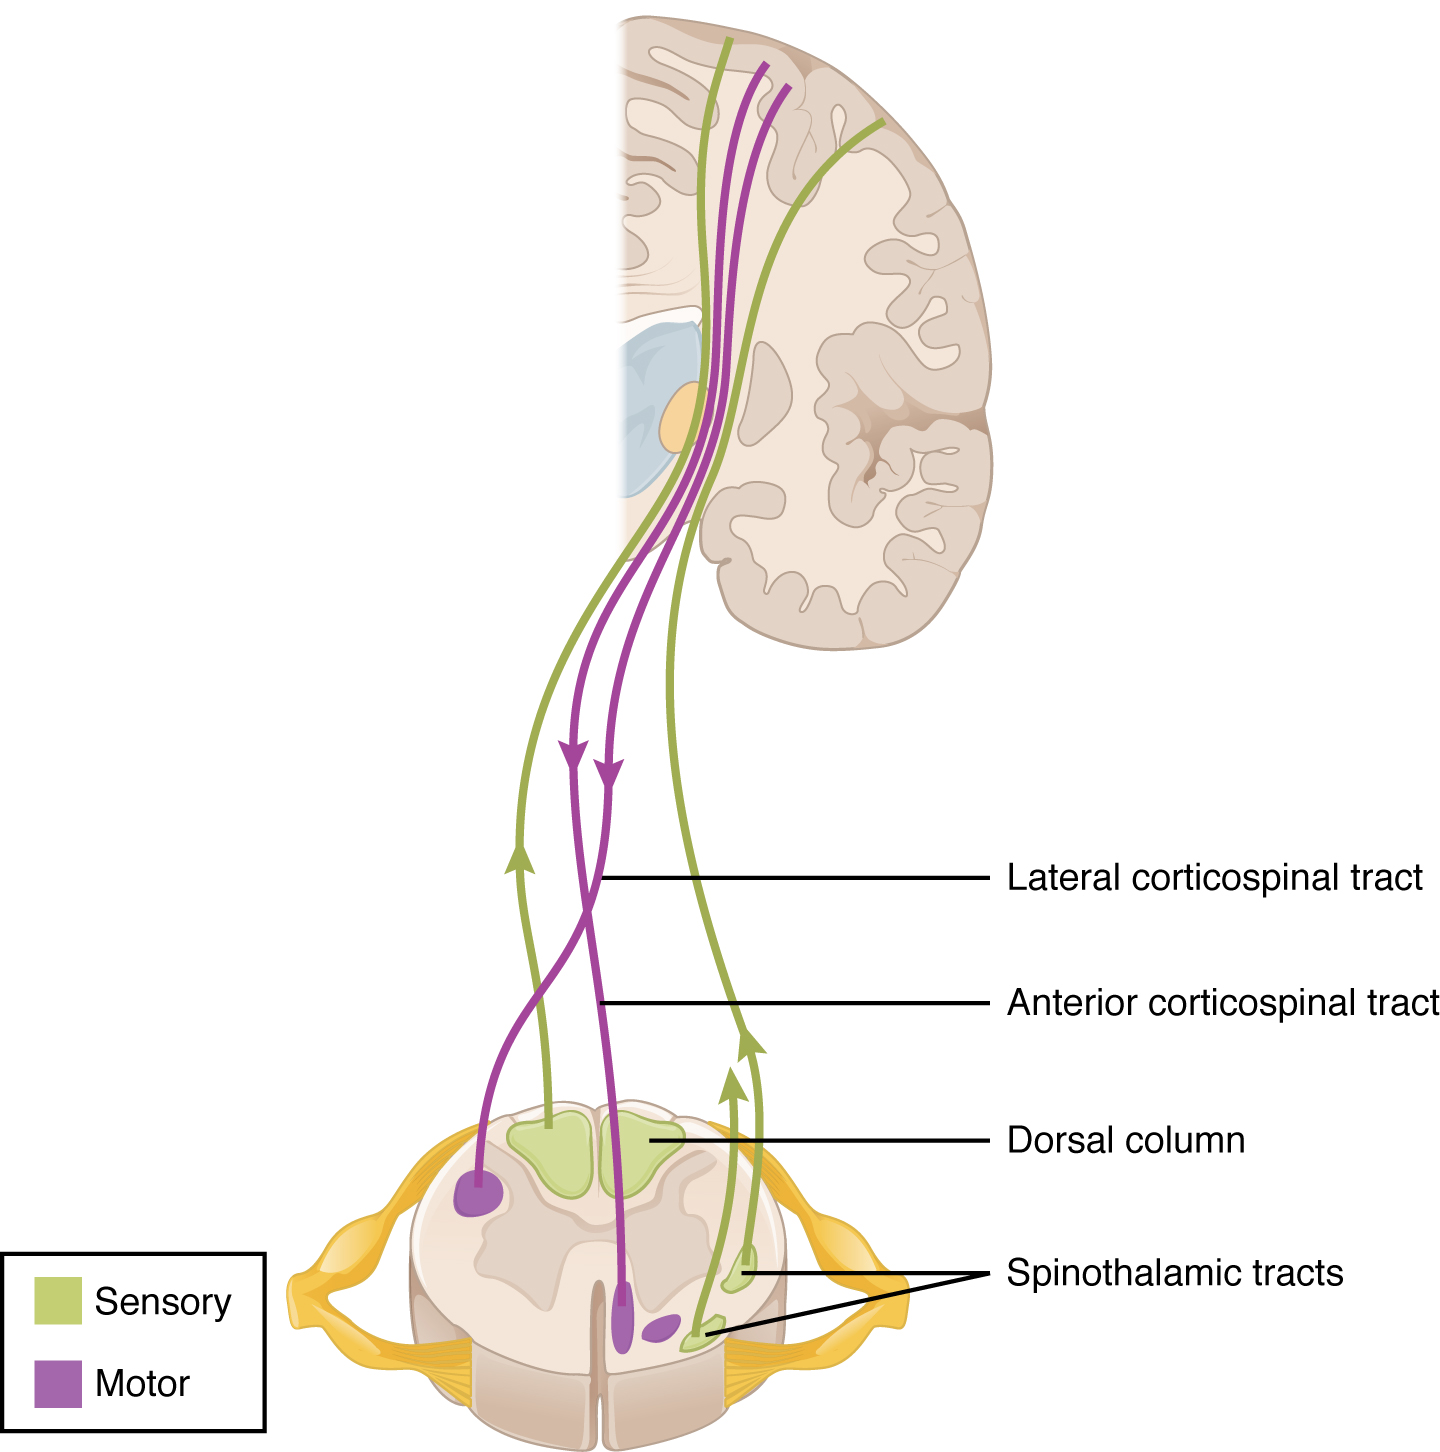 Lateral corticospinal tract
Anterior corticospinal tract
Dorsal column
Spinothalamic tracts
Sensory
Motor